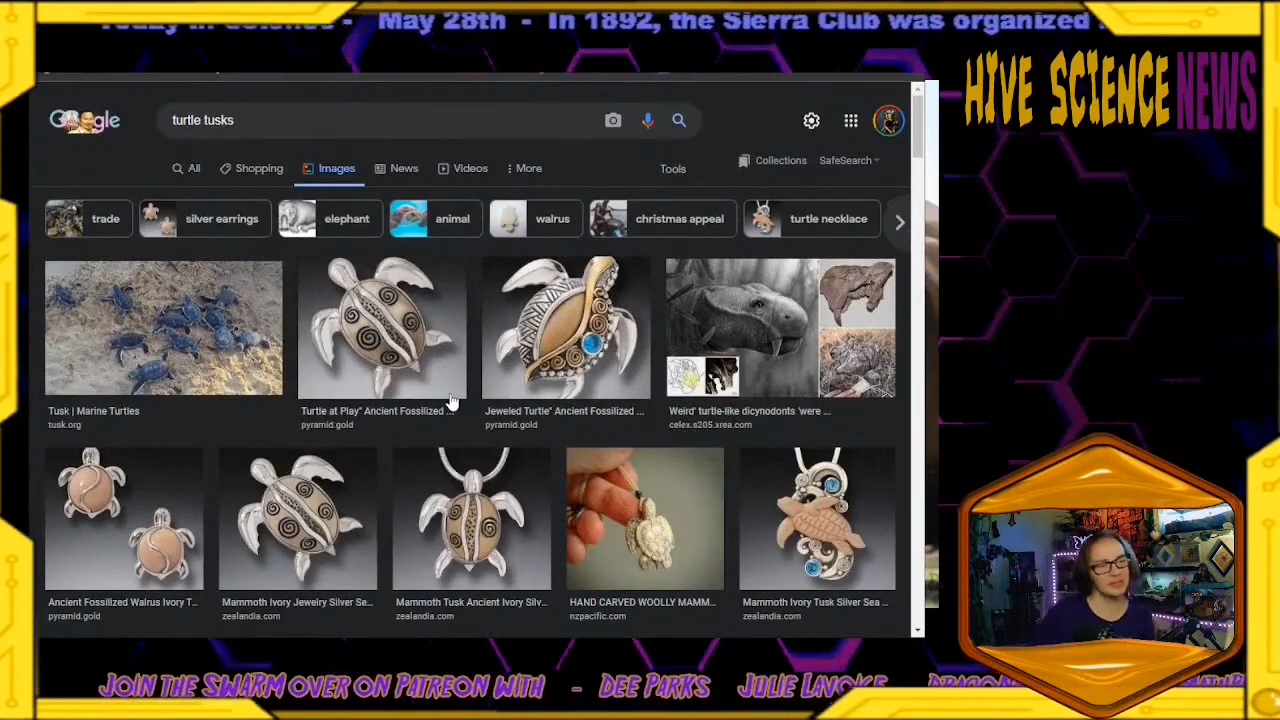 May 28th - In 1892, the Sierra Club was organized
HIVE SCIENCE NEWS
Google
turtle tusks
All
Shopping
Images
News
Videos
More
Tools
Collections
SafeSearch
trade
silver earrings
elephant
animal
walrus
christmas appeal
turtle necklace
Tusk | Marine Turtles
tusk.org
Turtle at Play" Ancient Fossilized ...
pyramid.gold
Jeweled Turtle" Ancient Fossilized ...
pyramid.gold
Weird' turtle-like dicynodonts 'were ...
celex.s205.xrea.com
Ancient Fossilized Walrus Ivory T...
pyramid.gold
Mammoth Ivory Jewelry Silver Se...
zealandia.com
Mammoth Tusk Ancient Ivory Silv...
zealandia.com
HAND CARVED WOOLLY MAMM...
nzpacific.com
Mammoth Ivory Tusk Silver Sea ...
zealandia.com
JOIN THE SWARM OVER ON PATREON WITH - DEE PARKS JULIE LAVOKE